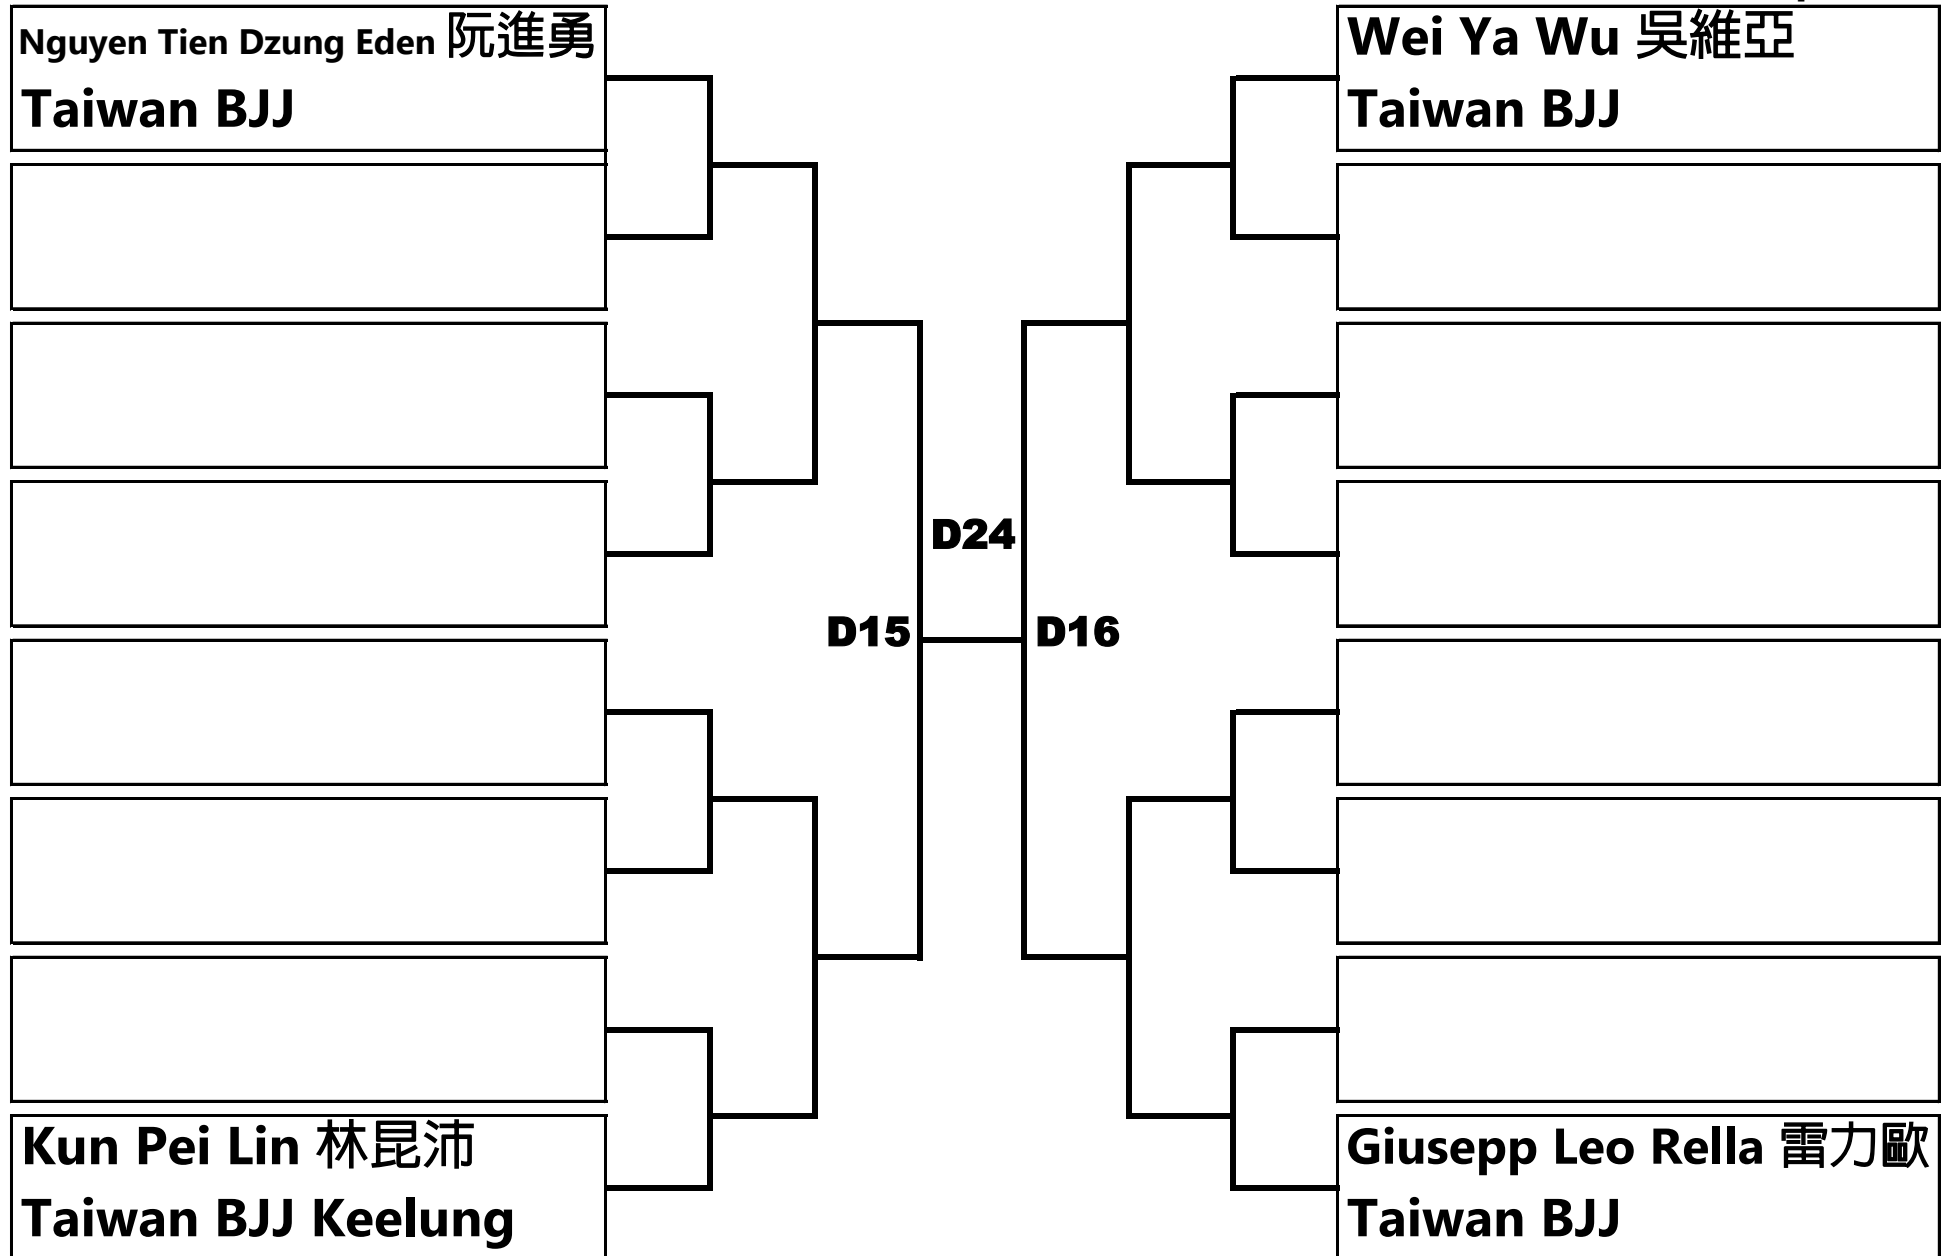 Nguyen Tien Dzung Eden 阮進勇
Taiwan BJJ
Wei Ya Wu 吳維亞
Taiwan BJJ
D24
D15
D16
Kun Pei Lin 林昆沛
Taiwan BJJ Keelung
Giusepp Leo Rella 雷力歐
Taiwan BJJ